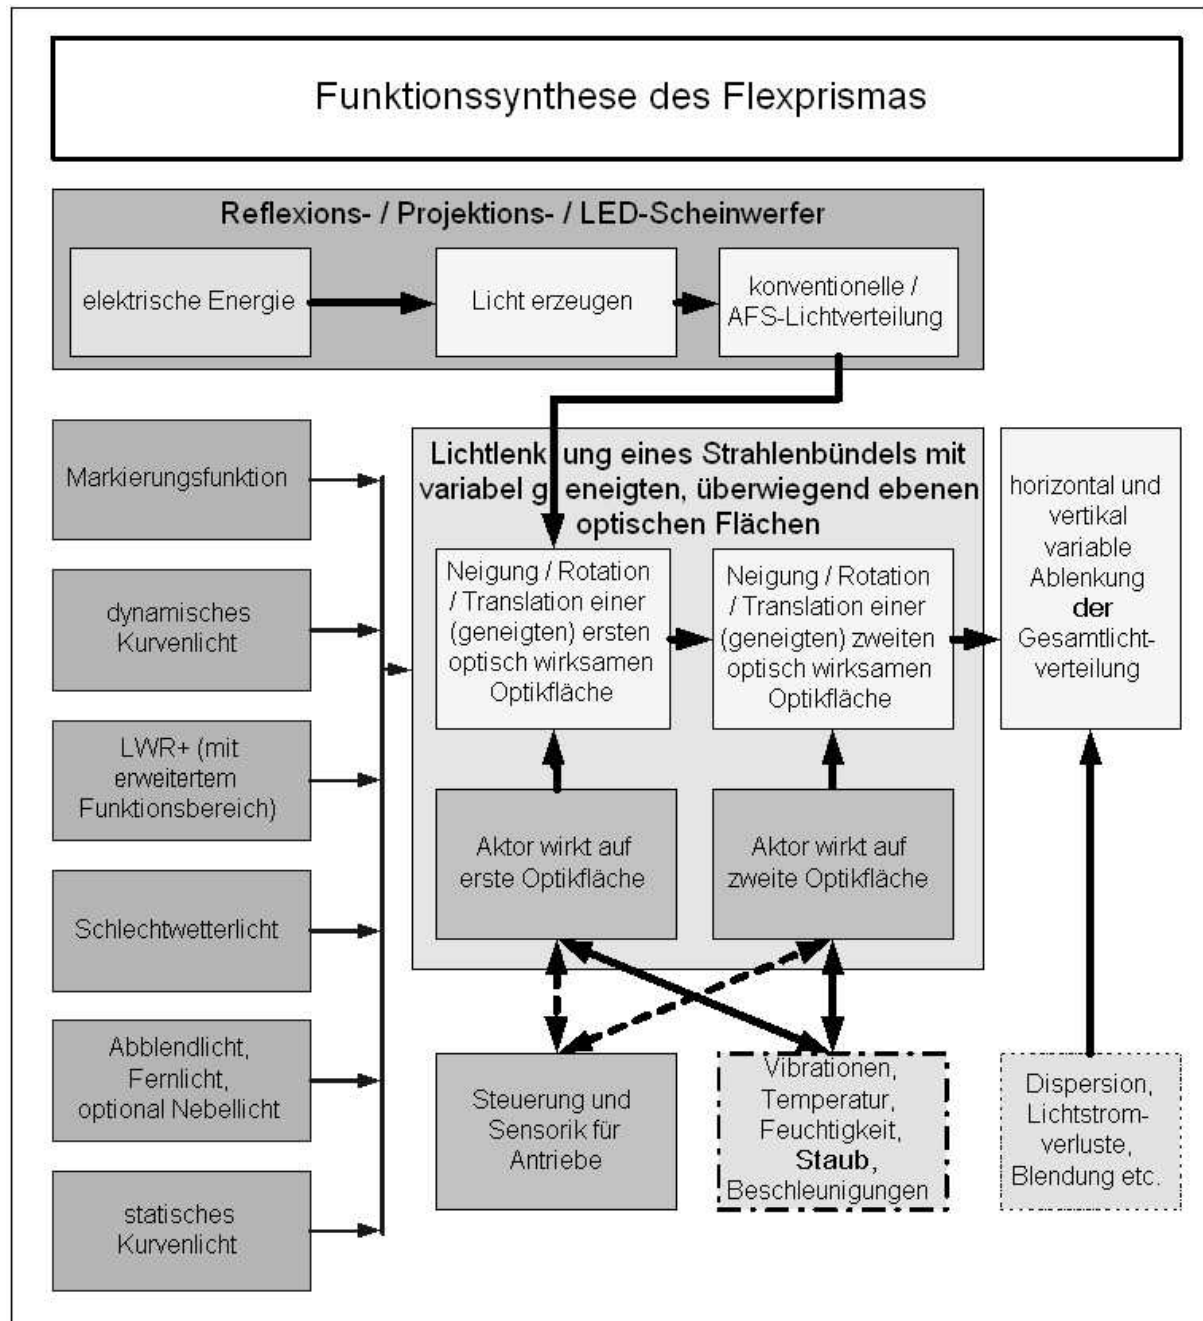 Funktionssynthese des Flexprismas
Reflexions- / Projektions- / LED-Scheinwerfer
elektrische Energie
Licht erzeugen
konventionelle /
AFS-Lichtverteilung
Markierungsfunktion
dynamisches
Kurvenlicht
LWR+ (mit
erweitertem
Funktionsbereich)
Schlechtwetterlicht
Abblendlicht,
Fernlicht,
optional Nebellicht
statisches
Kurvenlicht
Lichtlenkung eines Strahlenbündels mit
variabel geneigten, überwiegend ebenen
optischen Flächen
Neigung / Rotation
/ Translation einer
(geneigten) ersten
optisch wirksamen
Optikfläche
Neigung / Rotation
/ Translation einer
(geneigten) zweiten
optisch wirksamen
Optikfläche
Aktor wirkt auf
erste Optikfläche
Aktor wirkt auf
zweite Optikfläche
horizontal und
vertikal
variable
Ablenkung
der
Gesamtlicht-
verteilung
Steuerung und
Sensorik für
Antriebe
Vibrationen,
Temperatur,
Feuchtigkeit,
Staub,
Beschleunigungen
Dispersion,
Lichtstrom-
verluste,
Blendung etc.